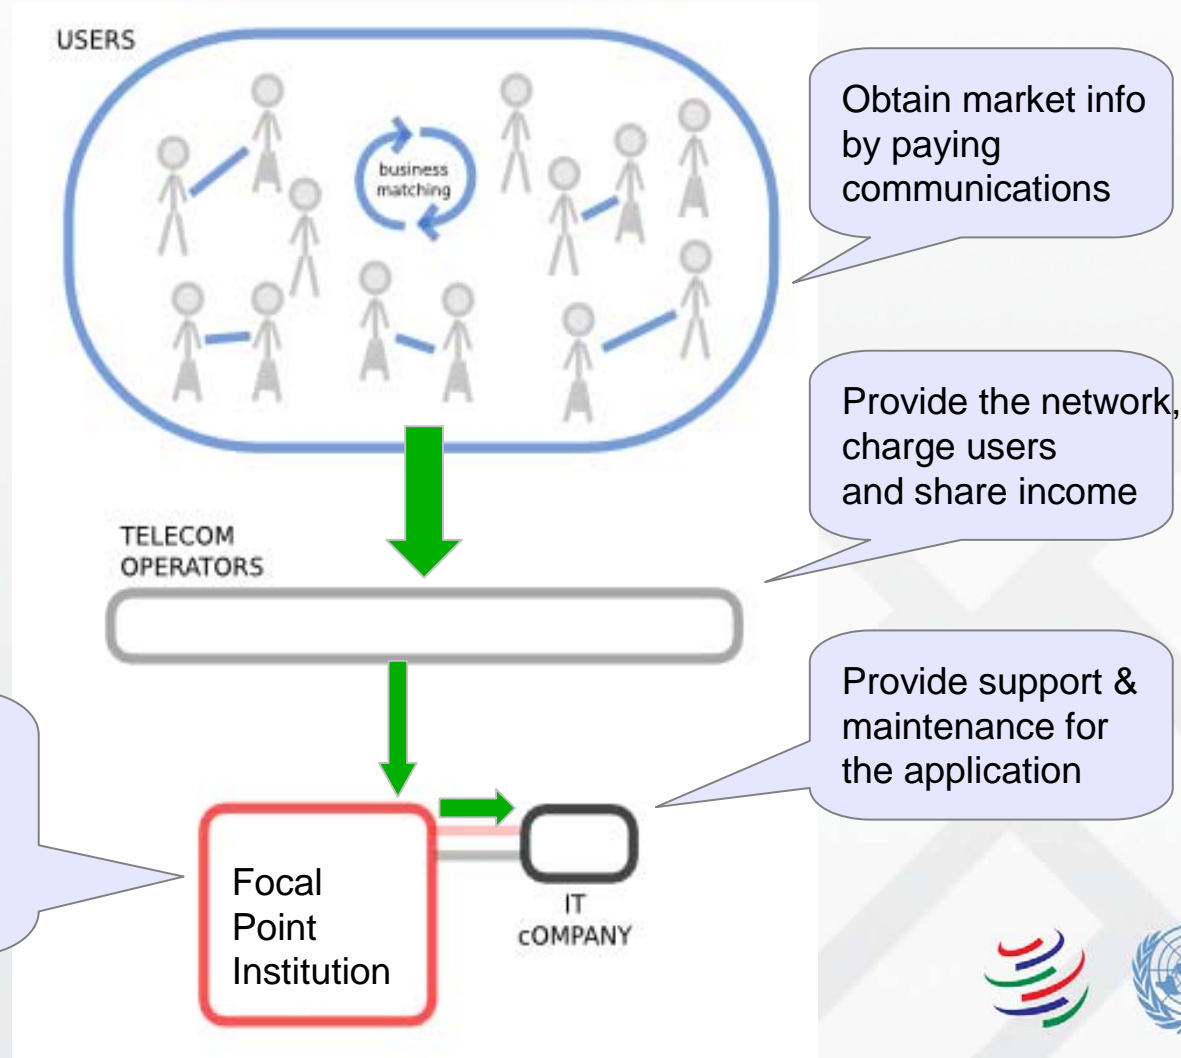 USERS
business
matching
Obtain market info
by paying
communications
Provide the network,
charge users
and share income
TELECOM
OPERATORS
Provide support &
maintenance for
the application
Focal
Point
Institution
IT
cOMPANY